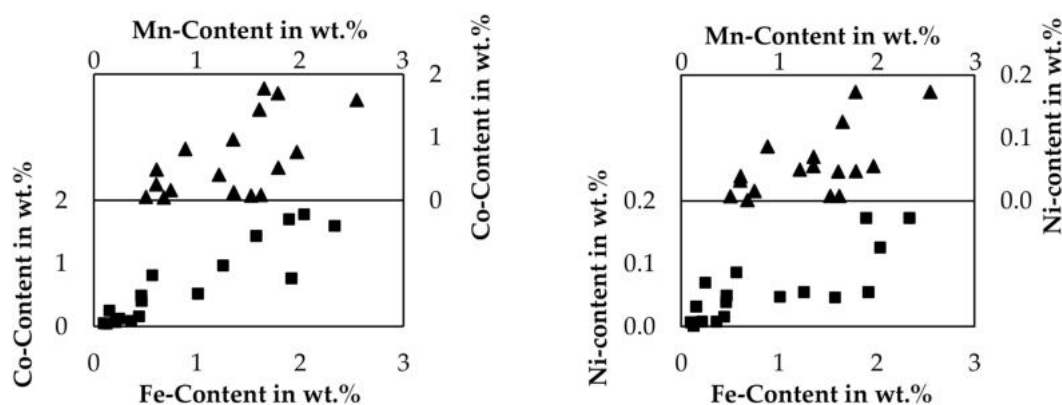 Mn-Content in wt.%
0 1 2 3
2
1
0
Co-Content in wt.%
Co-Content in wt.%
2
1
0
0 1 2 3
Fe-Content in wt.%
Mn-Content in wt.%
0 1 2 3
0.2
0.1
0.0
Ni-Content in wt.%
Ni-content in wt.%
0.2
0.1
0.0
0 1 2 3
Fe-Content in wt.%